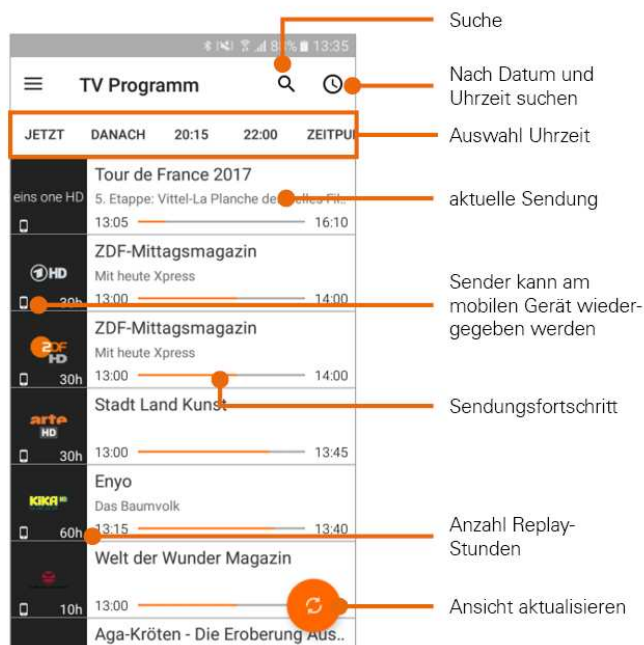 Suche
88% 13:35
TV Programm
Nach Datum und
Uhrzeit suchen
JETZT DANACH 20:15 22:00 ZEITPU
Auswahl Uhrzeit
eins one HD
Tour de France 2017
5. Etappe: Vittel-La Planche de
13:05 16:10
aktuelle Sendung
HD
ZDF-Mittagsmagazin
Mit heute Xpress
30h 13:00 14:00
Sender kann am
mobilen Gerät wieder-
gegeben werden
ZDF HD
ZDF-Mittagsmagazin
Mit heute Xpress
30h 13:00 14:00
arte HD
Stadt Land Kunst
30h 13:00 13:45
Sendungsfortschritt
KiKA HD
Enyo
Das Baumvolk
60h 13:15 13:40
Anzahl Replay-
Stunden
Welt der Wunder Magazin
10h 13:00
Ansicht aktualisieren
Aga-Kröten - Die Eroberung Aus..